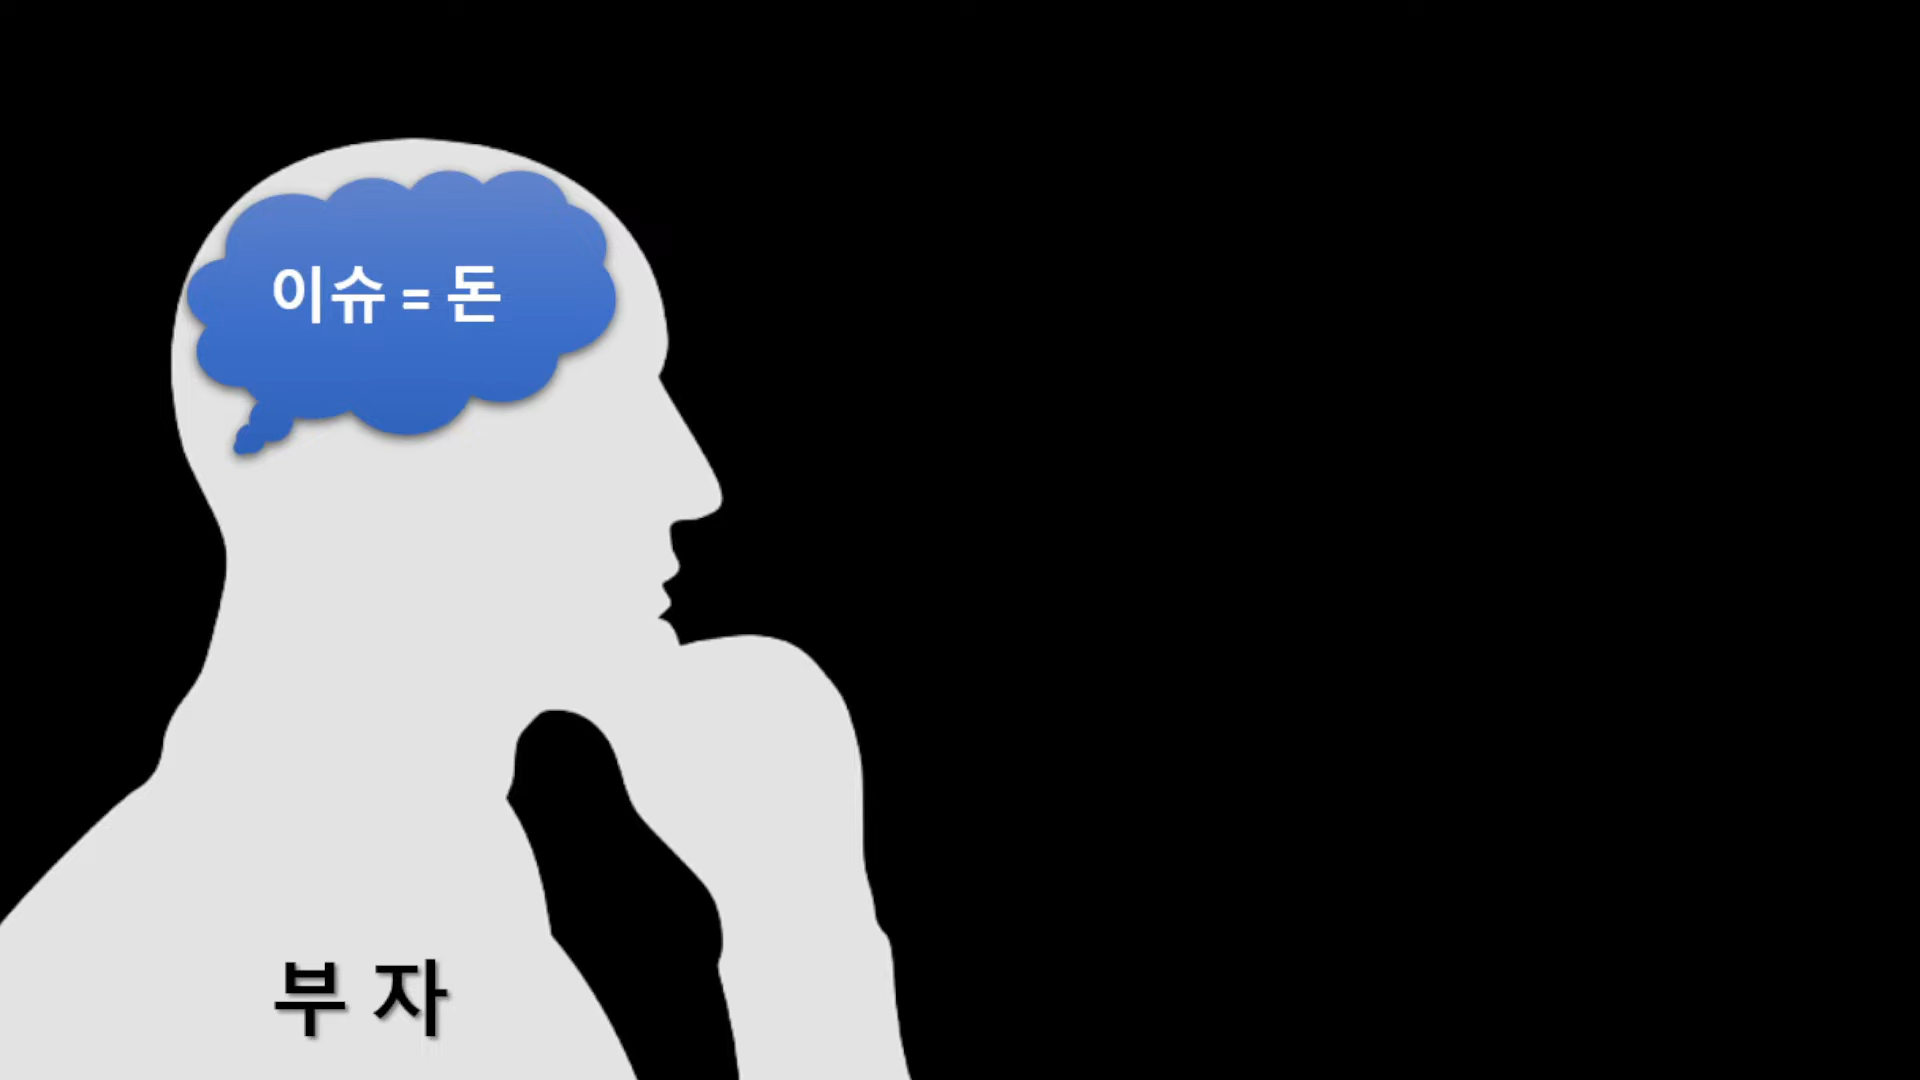 이슈 = 돈
부 자